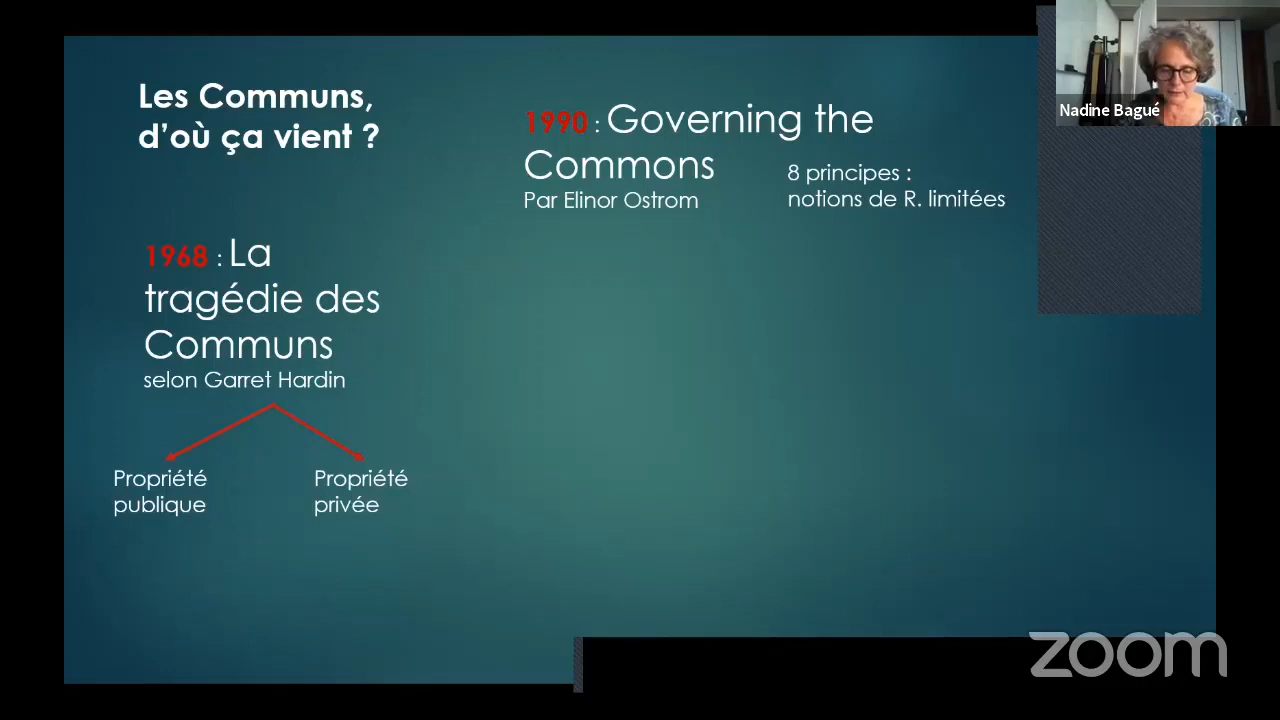 Les Communs,
d’où ça vient ?
1990 : Governing the
Commons
Par Elinor Ostrom
8 principes :
notions de R. limitées
1968 : La
tragédie des
Communs
selon Garret Hardin
Propriété
publique
Propriété
privée
Nadine Bagué
zoom